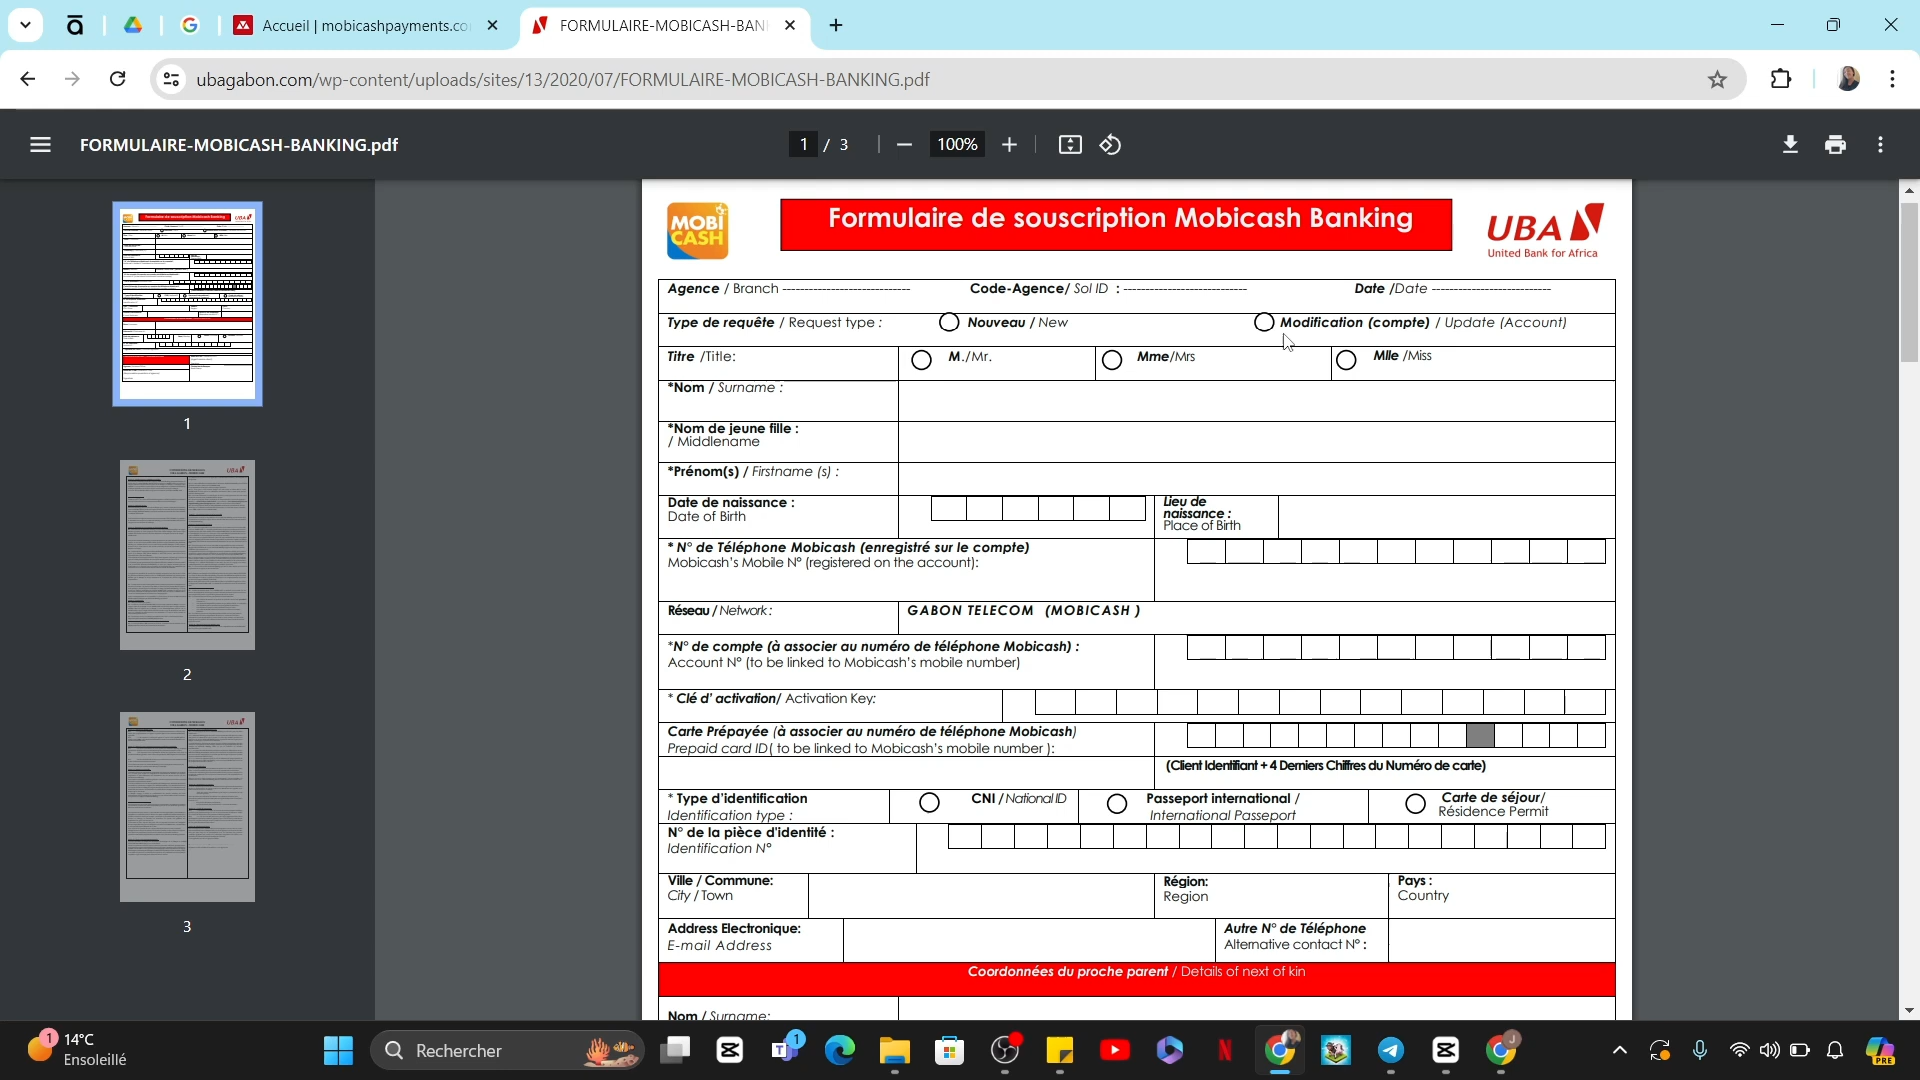 Accueil | mobicashpayments.co
FORMULAIRE-MOBICASH-BAN
ubagabon.com/wp-content/uploads/sites/13/2020/07/FORMULAIRE-MOBICASH-BANKING.pdf
FORMULAIRE-MOBICASH-BANKING.pdf
1 / 3
100%
1
2
3
MOBI CASH
Formulaire de souscription Mobicash Banking
UBA
United Bank for Africa
Agence / Branch ---------------------------
Code-Agence/ Sol ID : --------------------------
Date /Date -------------------------
Type de requête / Request type :
Nouveau / New
Modification (compte) / Update (Account)
Titre /Title:
M./Mr.
Mme/Mrs
Mlle /Miss
*Nom / Surname :
*Nom de jeune fille :
/ Middlename
*Prénom(s) / Firstname (s) :
Date de naissance :
Date of Birth
Lieu de
naissance :
Place of Birth
* N° de Téléphone Mobicash (enregistré sur le compte)
Mobicash's Mobile N° (registered on the account):
Réseau / Network :
GABON TELECOM (MOBICASH )
*N° de compte (à associer au numéro de téléphone Mobicash) :
Account N° (to be linked to Mobicash's mobile number)
* Clé d' activation/ Activation Key:
Carte Prépayée (à associer au numéro de téléphone Mobicash)
Prepaid card ID( to be linked to Mobicash's mobile number ):
(Client Identifiant + 4 Derniers Chiffres du Numéro de carte)
* Type d'identification
Identification type :
CNI / National ID
Passeport international /
International Passeport
Carte de séjour/
Résidence Permit
N° de la pièce d'identité :
Identification N°
Ville / Commune:
City / Town
Région:
Region
Pays :
Country
Address Electronique:
E-mail Address
Autre N° de Téléphone
Alternative contact N° :
Coordonnées du proche parent / Details of next of kin
Nom / Surname:
1
14°C
Ensoleillé
Rechercher
1
PRE